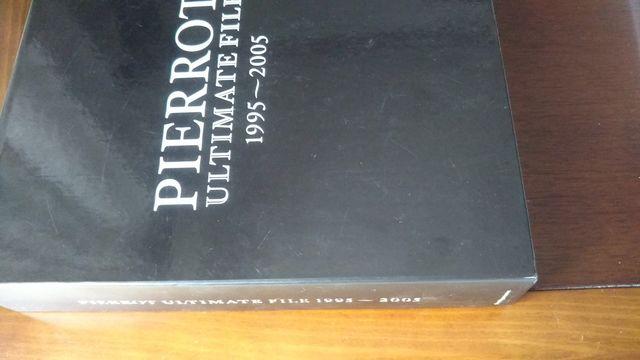 PIERROT
ULTIMATE FILE
1995~2005
PIERROT ULTIMATE FILE 1995 ~ 2005